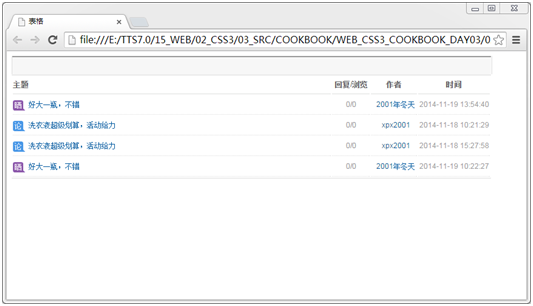 表格
file:///E:/TTS7.0/15_WEB/02_CSS3/03_SRC/COOKBOOK/WEB_CSS3_COOKBOOK_DAY03/0
主题 回复/浏览 作者 时间
晒 好大一瓶，不错 0/0 2001年冬天 2014-11-19 13:54:40
论 洗衣液超级划算，活动给力 0/0 xpx2001 2014-11-18 10:21:29
论 洗衣液超级划算，活动给力 0/0 xpx2001 2014-11-18 15:27:58
晒 好大一瓶，不错 0/0 2001年冬天 2014-11-19 10:22:27